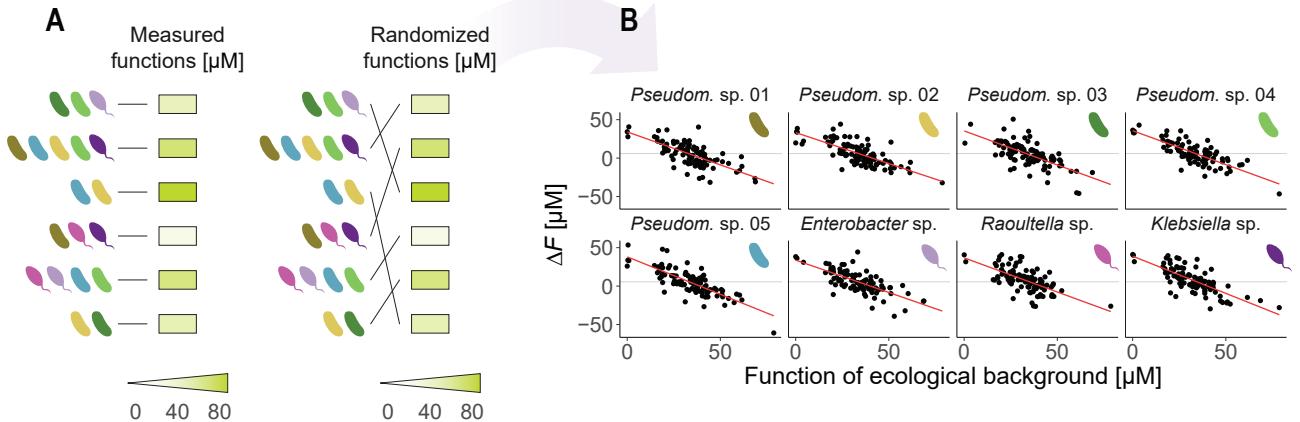 A
Measured
functions [µM]
Randomized
functions [µM]
0 40 80
0 40 80
B
Pseudom. sp. 01
Pseudom. sp. 02
Pseudom. sp. 03
Pseudom. sp. 04
50
0
−50
Pseudom. sp. 05
Enterobacter sp.
Raoultella sp.
Klebsiella sp.
50
0
−50
ΔF [µM]
0 50
0 50
0 50
0 50
Function of ecological background [µM]